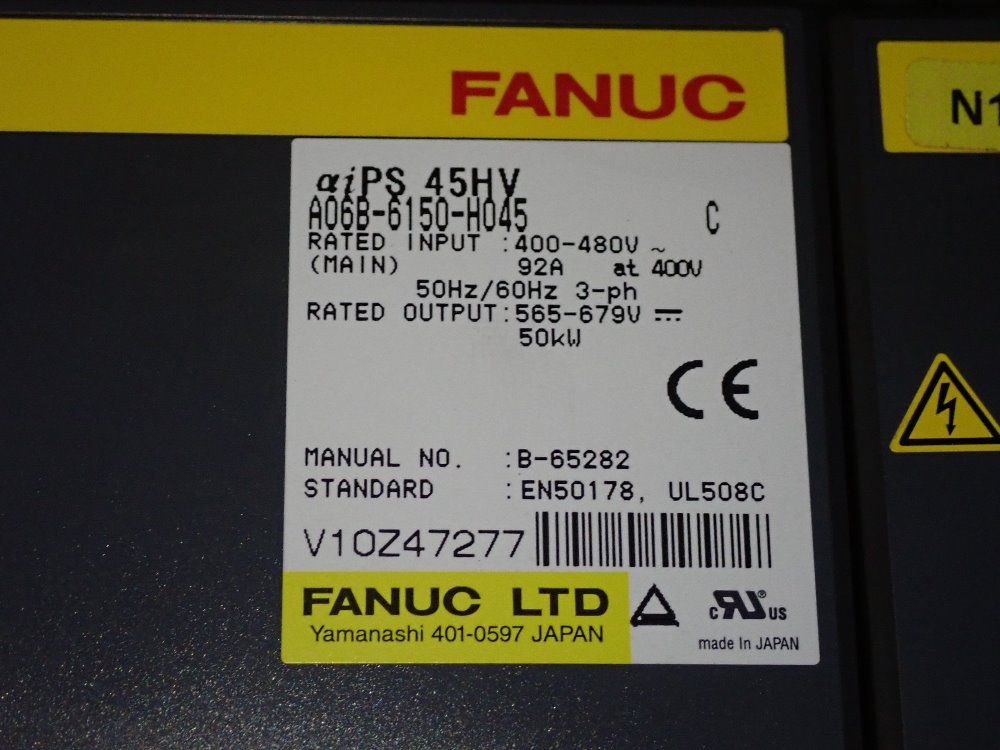 FANUC
N1
αiPS 45HV
A06B-6150-H045 C
RATED INPUT :400-480V ~
(MAIN) 92A at 400V
50Hz/60Hz 3-ph
RATED OUTPUT:565-679V ⎓
50kW
CE
MANUAL NO. :B-65282
STANDARD :EN50178, UL508C
V10Z47277
FANUC LTD
Yamanashi 401-0597 JAPAN
c RU ® US
made In JAPAN